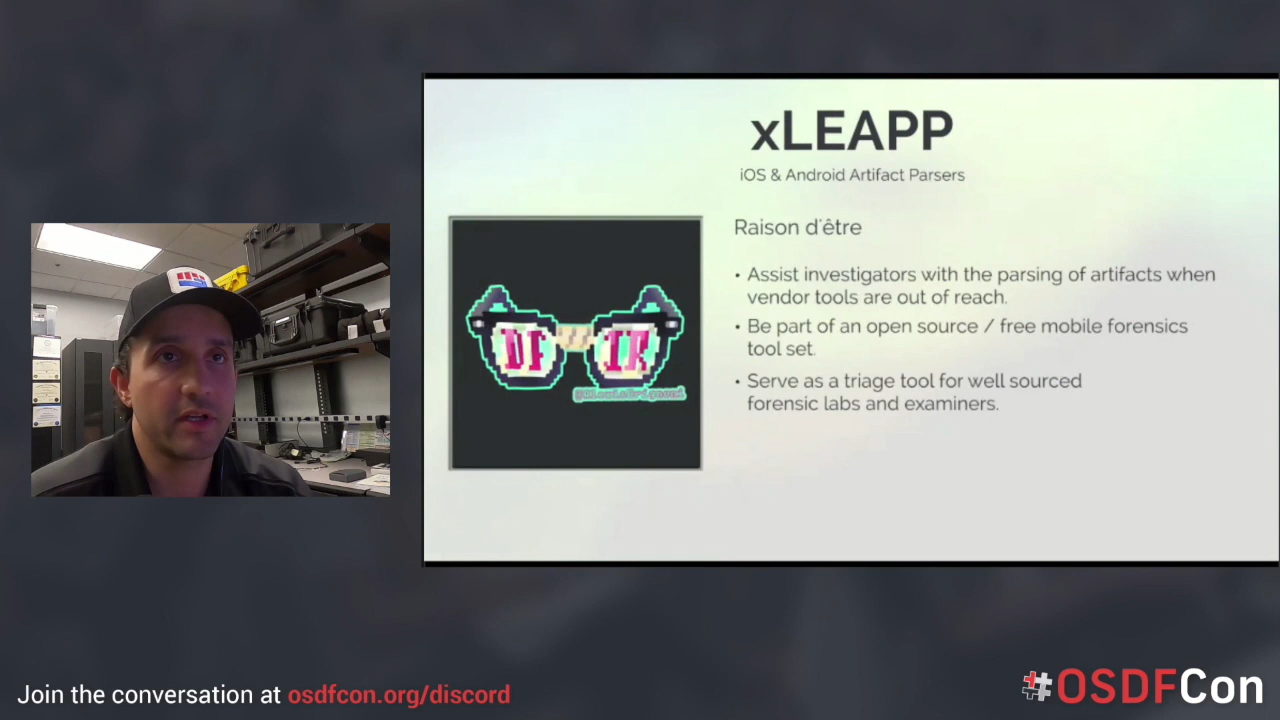 xLEAPP
iOS & Android Artifact Parsers
Raison d'être
• Assist investigators with the parsing of artifacts when
vendor tools are out of reach.
• Be part of an open source / free mobile forensics
tool set.
• Serve as a triage tool for well sourced
forensic labs and examiners.
DF IR
Join the conversation at osdfcon.org/discord
#OSDFCon